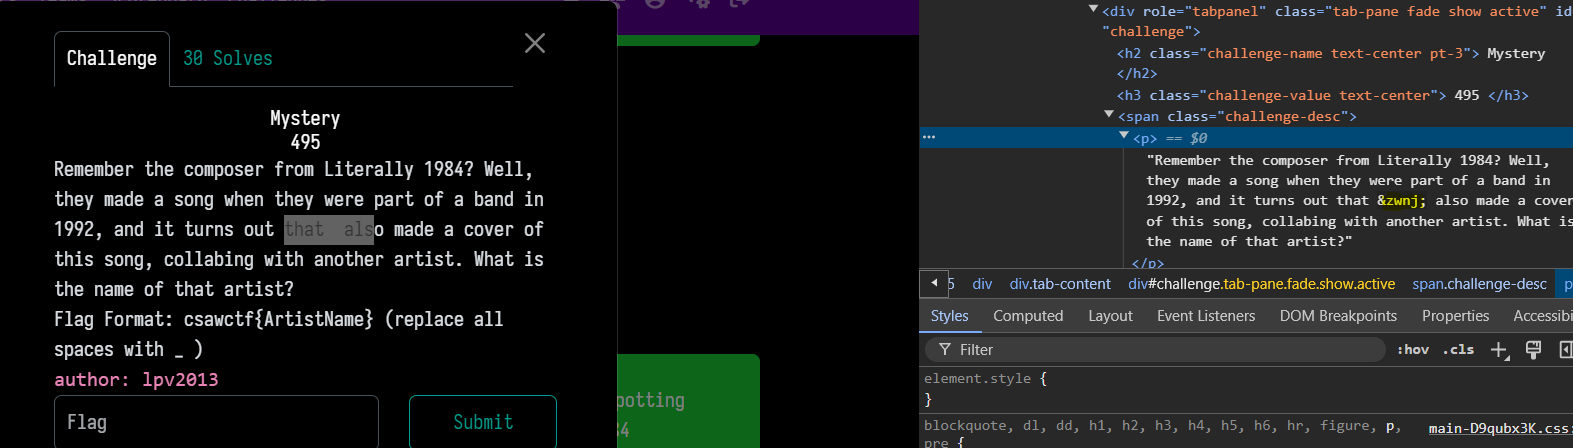 Challenge
30 Solves
Mystery
495
Remember the composer from Literally 1984? Well,
they made a song when they were part of a band in
1992, and it turns out that  also made a cover of
this song, collabing with another artist. What is
the name of that artist?
Flag Format: csawctf{ArtistName} (replace all
spaces with _ )
author: lpv2013
Flag
Submit
potting
<div role="tabpanel" class="tab-pane fade show active" id
"challenge">
<h2 class="challenge-name text-center pt-3"> Mystery
</h2>
<h3 class="challenge-value text-center"> 495 </h3>
<span class="challenge-desc">
<p> == $0
"Remember the composer from Literally 1984? Well,
they made a song when they were part of a band in
1992, and it turns out that &zwnj; also made a cover
of this song, collabing with another artist. What is
the name of that artist?"
</p>
5 div div.tab-content div#challenge.tab-pane.fade.show.active span.challenge-desc p
Styles Computed Layout Event Listeners DOM Breakpoints Properties Accessibi
Filter :hov .cls
element.style {
}
blockquote, dl, dd, h1, h2, h3, h4, h5, h6, hr, figure, p, main-D9qubx3K.css:
pre {